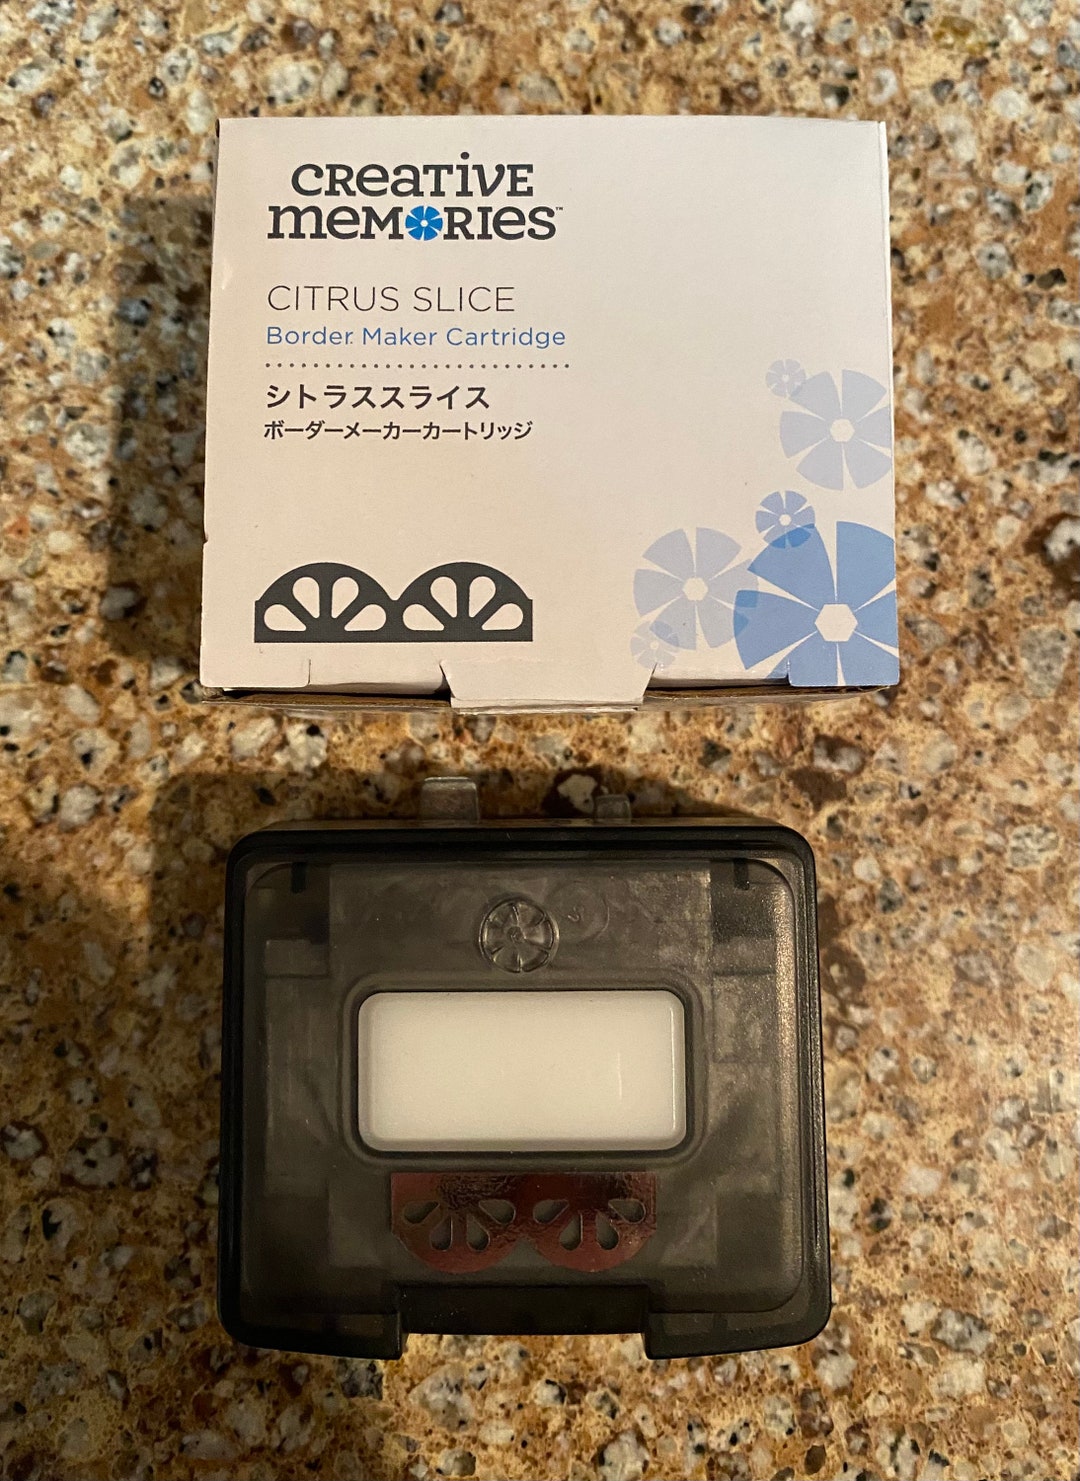 CREATIVE
MEMORIES™
CITRUS SLICE
Border Maker Cartridge
シトラススライス
ボーダーメーカーカートリッジ